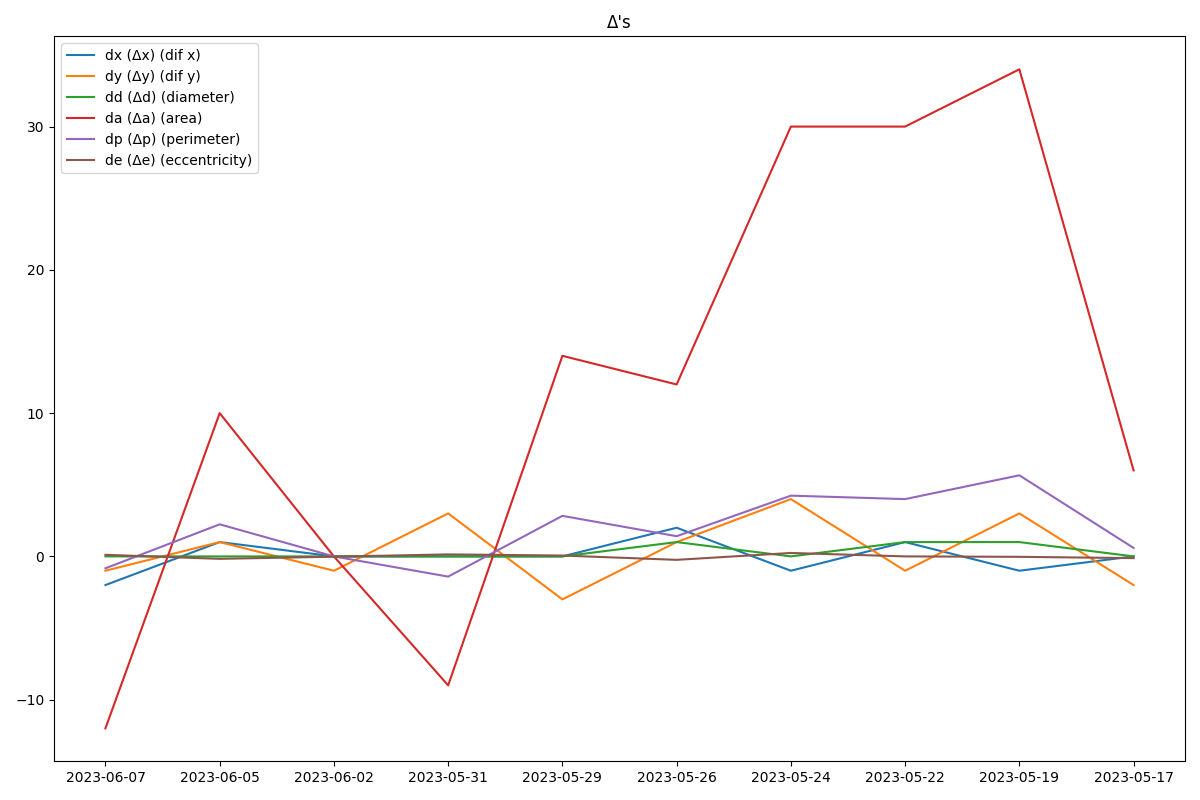 Δ's
dx (Δx) (dif x)
dy (Δy) (dif y)
dd (Δd) (diameter)
da (Δa) (area)
dp (Δp) (perimeter)
de (Δe) (eccentricity)
30
20
10
0
−10
2023-06-07 2023-06-05 2023-06-02 2023-05-31 2023-05-29 2023-05-26 2023-05-24 2023-05-22 2023-05-19 2023-05-17